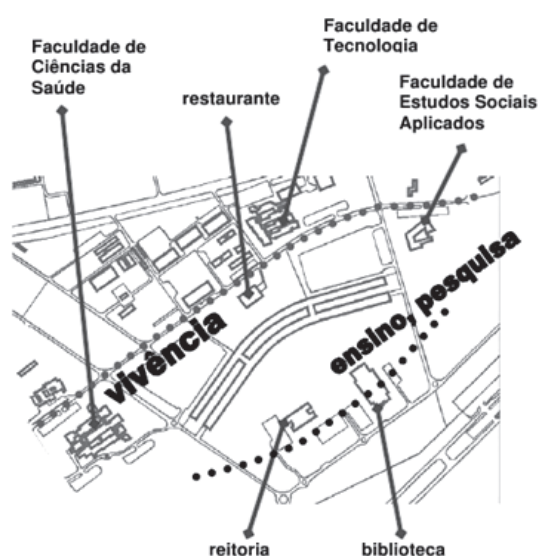 Faculdade de
Ciências da
Saúde
restaurante
Faculdade de
Tecnologia
Faculdade de
Estudos Sociais
Aplicados
vivência
ensino, pesquisa
reitoria
biblioteca